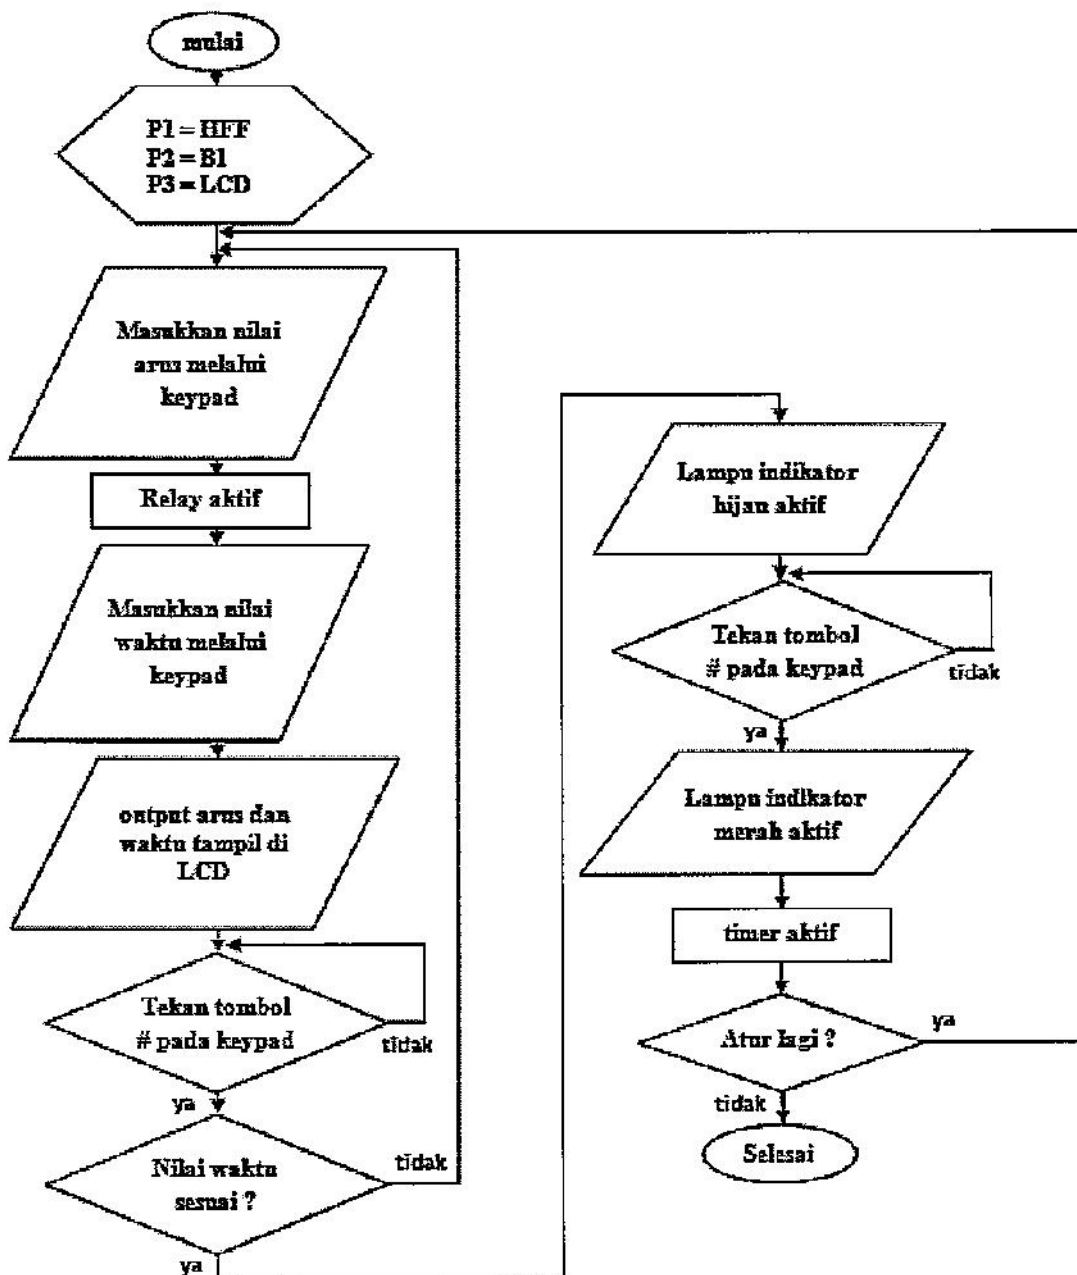 mulai
P1 = HFF
P2 = B1
P3 = LCD
Masukkan nilai
arus melalui
keypad
Relay aktif
Masukkan nilai
waktu melalui
keypad
output arus dan
waktu tampil di
LCD
Tekan tombol
# pada keypad
tidak
ya
Nilai waktu
sesuai ?
tidak
ya
Lampu indikator
hijau aktif
Tekan tombol
# pada keypad
tidak
ya
Lampu indikator
merah aktif
timer aktif
Atur lagi ?
ya
tidak
Selesai